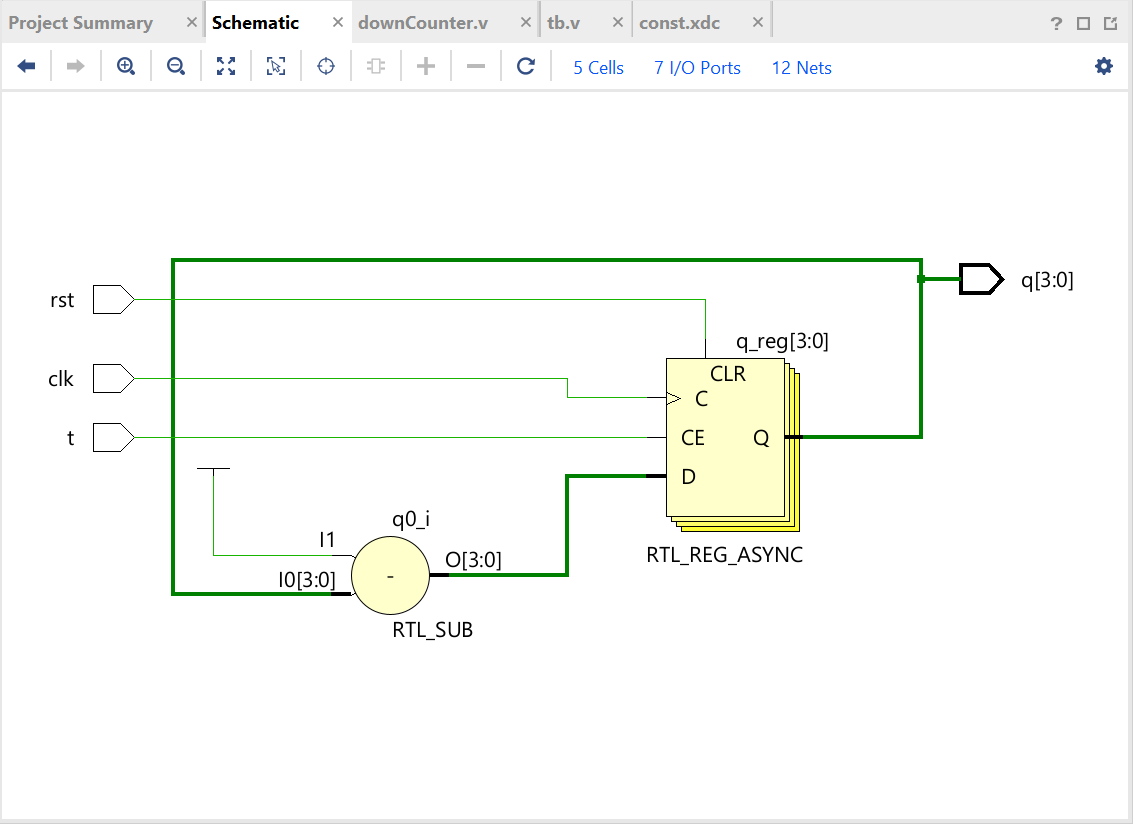 Project Summary × Schematic × downCounter.v × tb.v × const.xdc × ?
5 Cells 7 I/O Ports 12 Nets
q[3:0]
rst
q_reg[3:0]
CLR
clk
C
t
CE Q
D
q0_i
I1
O[3:0]
RTL_REG_ASYNC
I0[3:0]
-
RTL_SUB